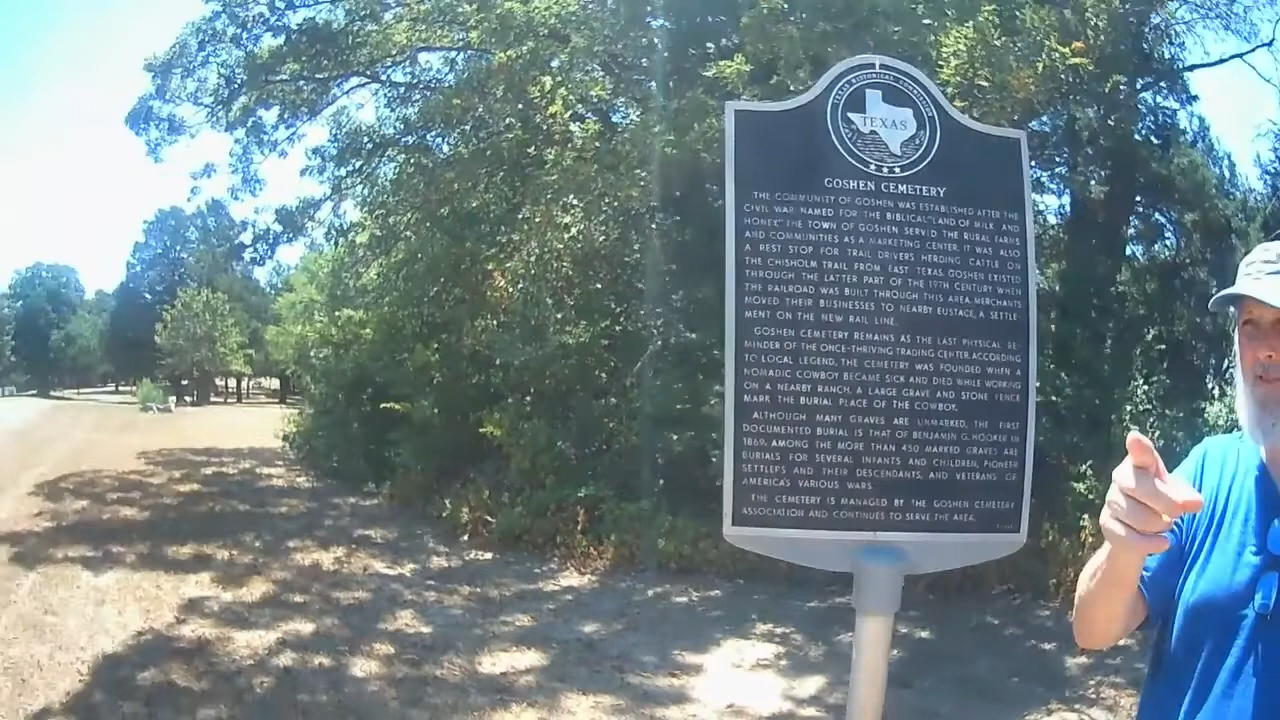 TEXAS HISTORICAL COMMISSION
TEXAS
GOSHEN CEMETERY
THE COMMUNITY OF GOSHEN WAS ESTABLISHED AFTER THE
CIVIL WAR. NAMED FOR THE BIBLICAL "LAND OF MILK AND
HONEY," THE TOWN OF GOSHEN SERVED THE RURAL FARMS
AND COMMUNITIES AS A MARKETING CENTER. IT WAS ALSO
A REST STOP FOR TRAIL DRIVERS HERDING CATTLE ON
THE CHISHOLM TRAIL FROM EAST TEXAS. GOSHEN EXISTED
THROUGH THE LATTER PART OF THE 19TH CENTURY WHEN
THE RAILROAD WAS BUILT THROUGH THIS AREA. MERCHANTS
MOVED THEIR BUSINESSES TO NEARBY EUSTACE, A SETTLE-
MENT ON THE NEW RAIL LINE.
GOSHEN CEMETERY REMAINS AS THE LAST PHYSICAL RE-
MINDER OF THE ONCE-THRIVING TRADING CENTER. ACCORDING
TO LOCAL LEGEND, THE CEMETERY WAS FOUNDED WHEN A
NOMADIC COWBOY BECAME SICK AND DIED WHILE WORKING
ON A NEARBY RANCH. A LARGE GRAVE AND STONE FENCE
MARK THE BURIAL PLACE OF THE COWBOY.
ALTHOUGH MANY GRAVES ARE UNMARKED, THE FIRST
DOCUMENTED BURIAL IS THAT OF BENJAMIN G. HOOKER IN
1869. AMONG THE MORE THAN 450 MARKED GRAVES ARE
BURIALS FOR SEVERAL INFANTS AND CHILDREN, PIONEER
SETTLERS AND THEIR DESCENDANTS, AND VETERANS OF
AMERICA'S VARIOUS WARS.
THE CEMETERY IS MANAGED BY THE GOSHEN CEMETERY
ASSOCIATION AND CONTINUES TO SERVE THE AREA.